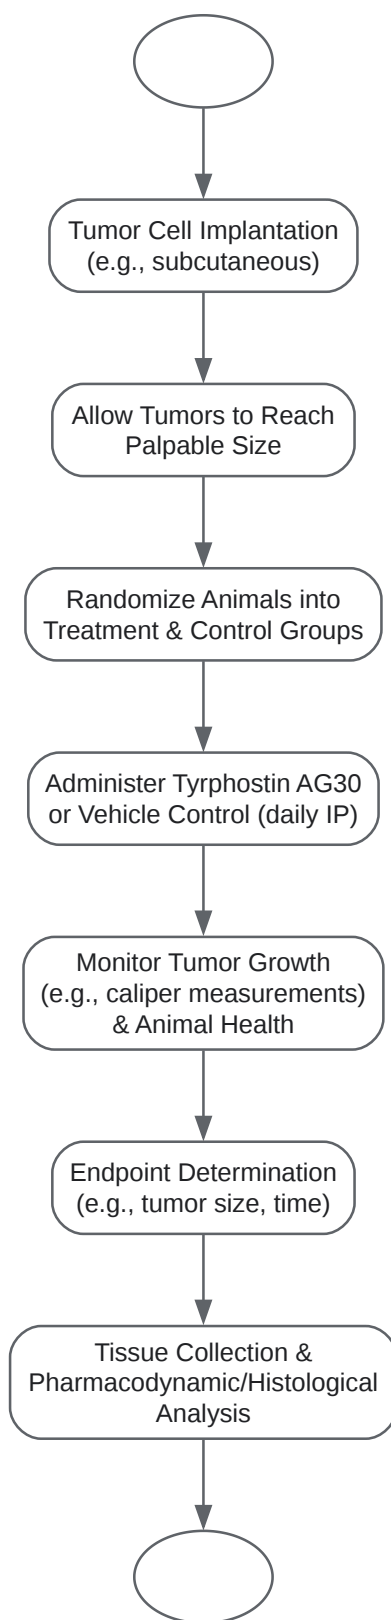 Tumor Cell Implantation
(e.g., subcutaneous)
Allow Tumors to Reach
Palpable Size
Randomize Animals into
Treatment & Control Groups
Administer Tyrphostin AG30
or Vehicle Control (daily IP)
Monitor Tumor Growth
(e.g., caliper measurements)
& Animal Health
Endpoint Determination
(e.g., tumor size, time)
Tissue Collection &
Pharmacodynamic/Histological
Analysis